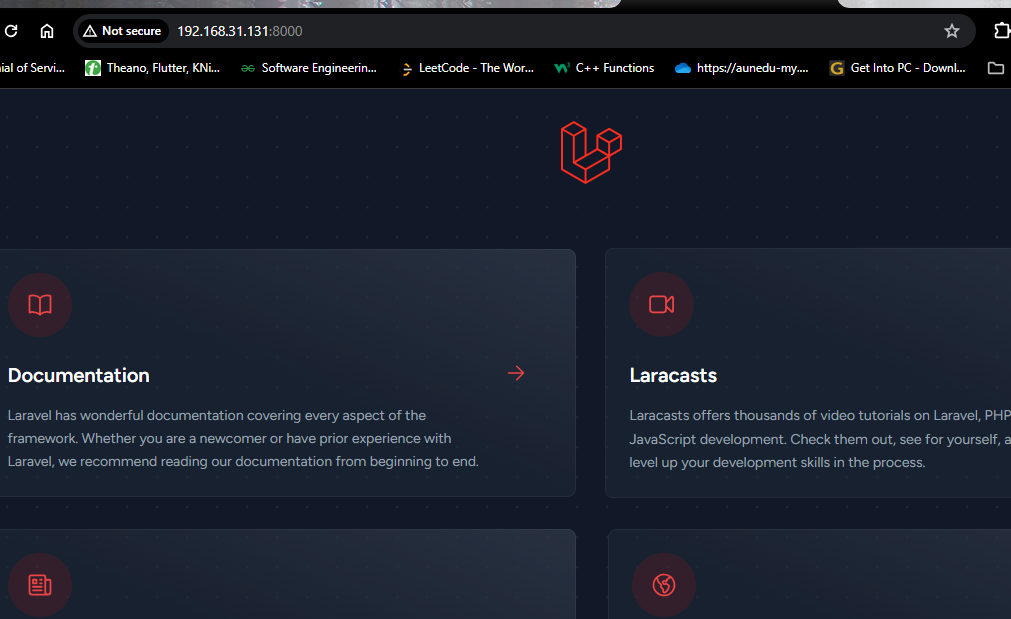 Not secure 192.168.31.131:8000
ial of Servi... Theano, Flutter, KNi... Software Engineerin... LeetCode - The Wor... C++ Functions https://aunedu-my.... Get Into PC - Downl...
Documentation
Laravel has wonderful documentation covering every aspect of the
framework. Whether you are a newcomer or have prior experience with
Laravel, we recommend reading our documentation from beginning to end.
Laracasts
Laracasts offers thousands of video tutorials on Laravel, PHP
JavaScript development. Check them out, see for yourself, a
level up your development skills in the process.